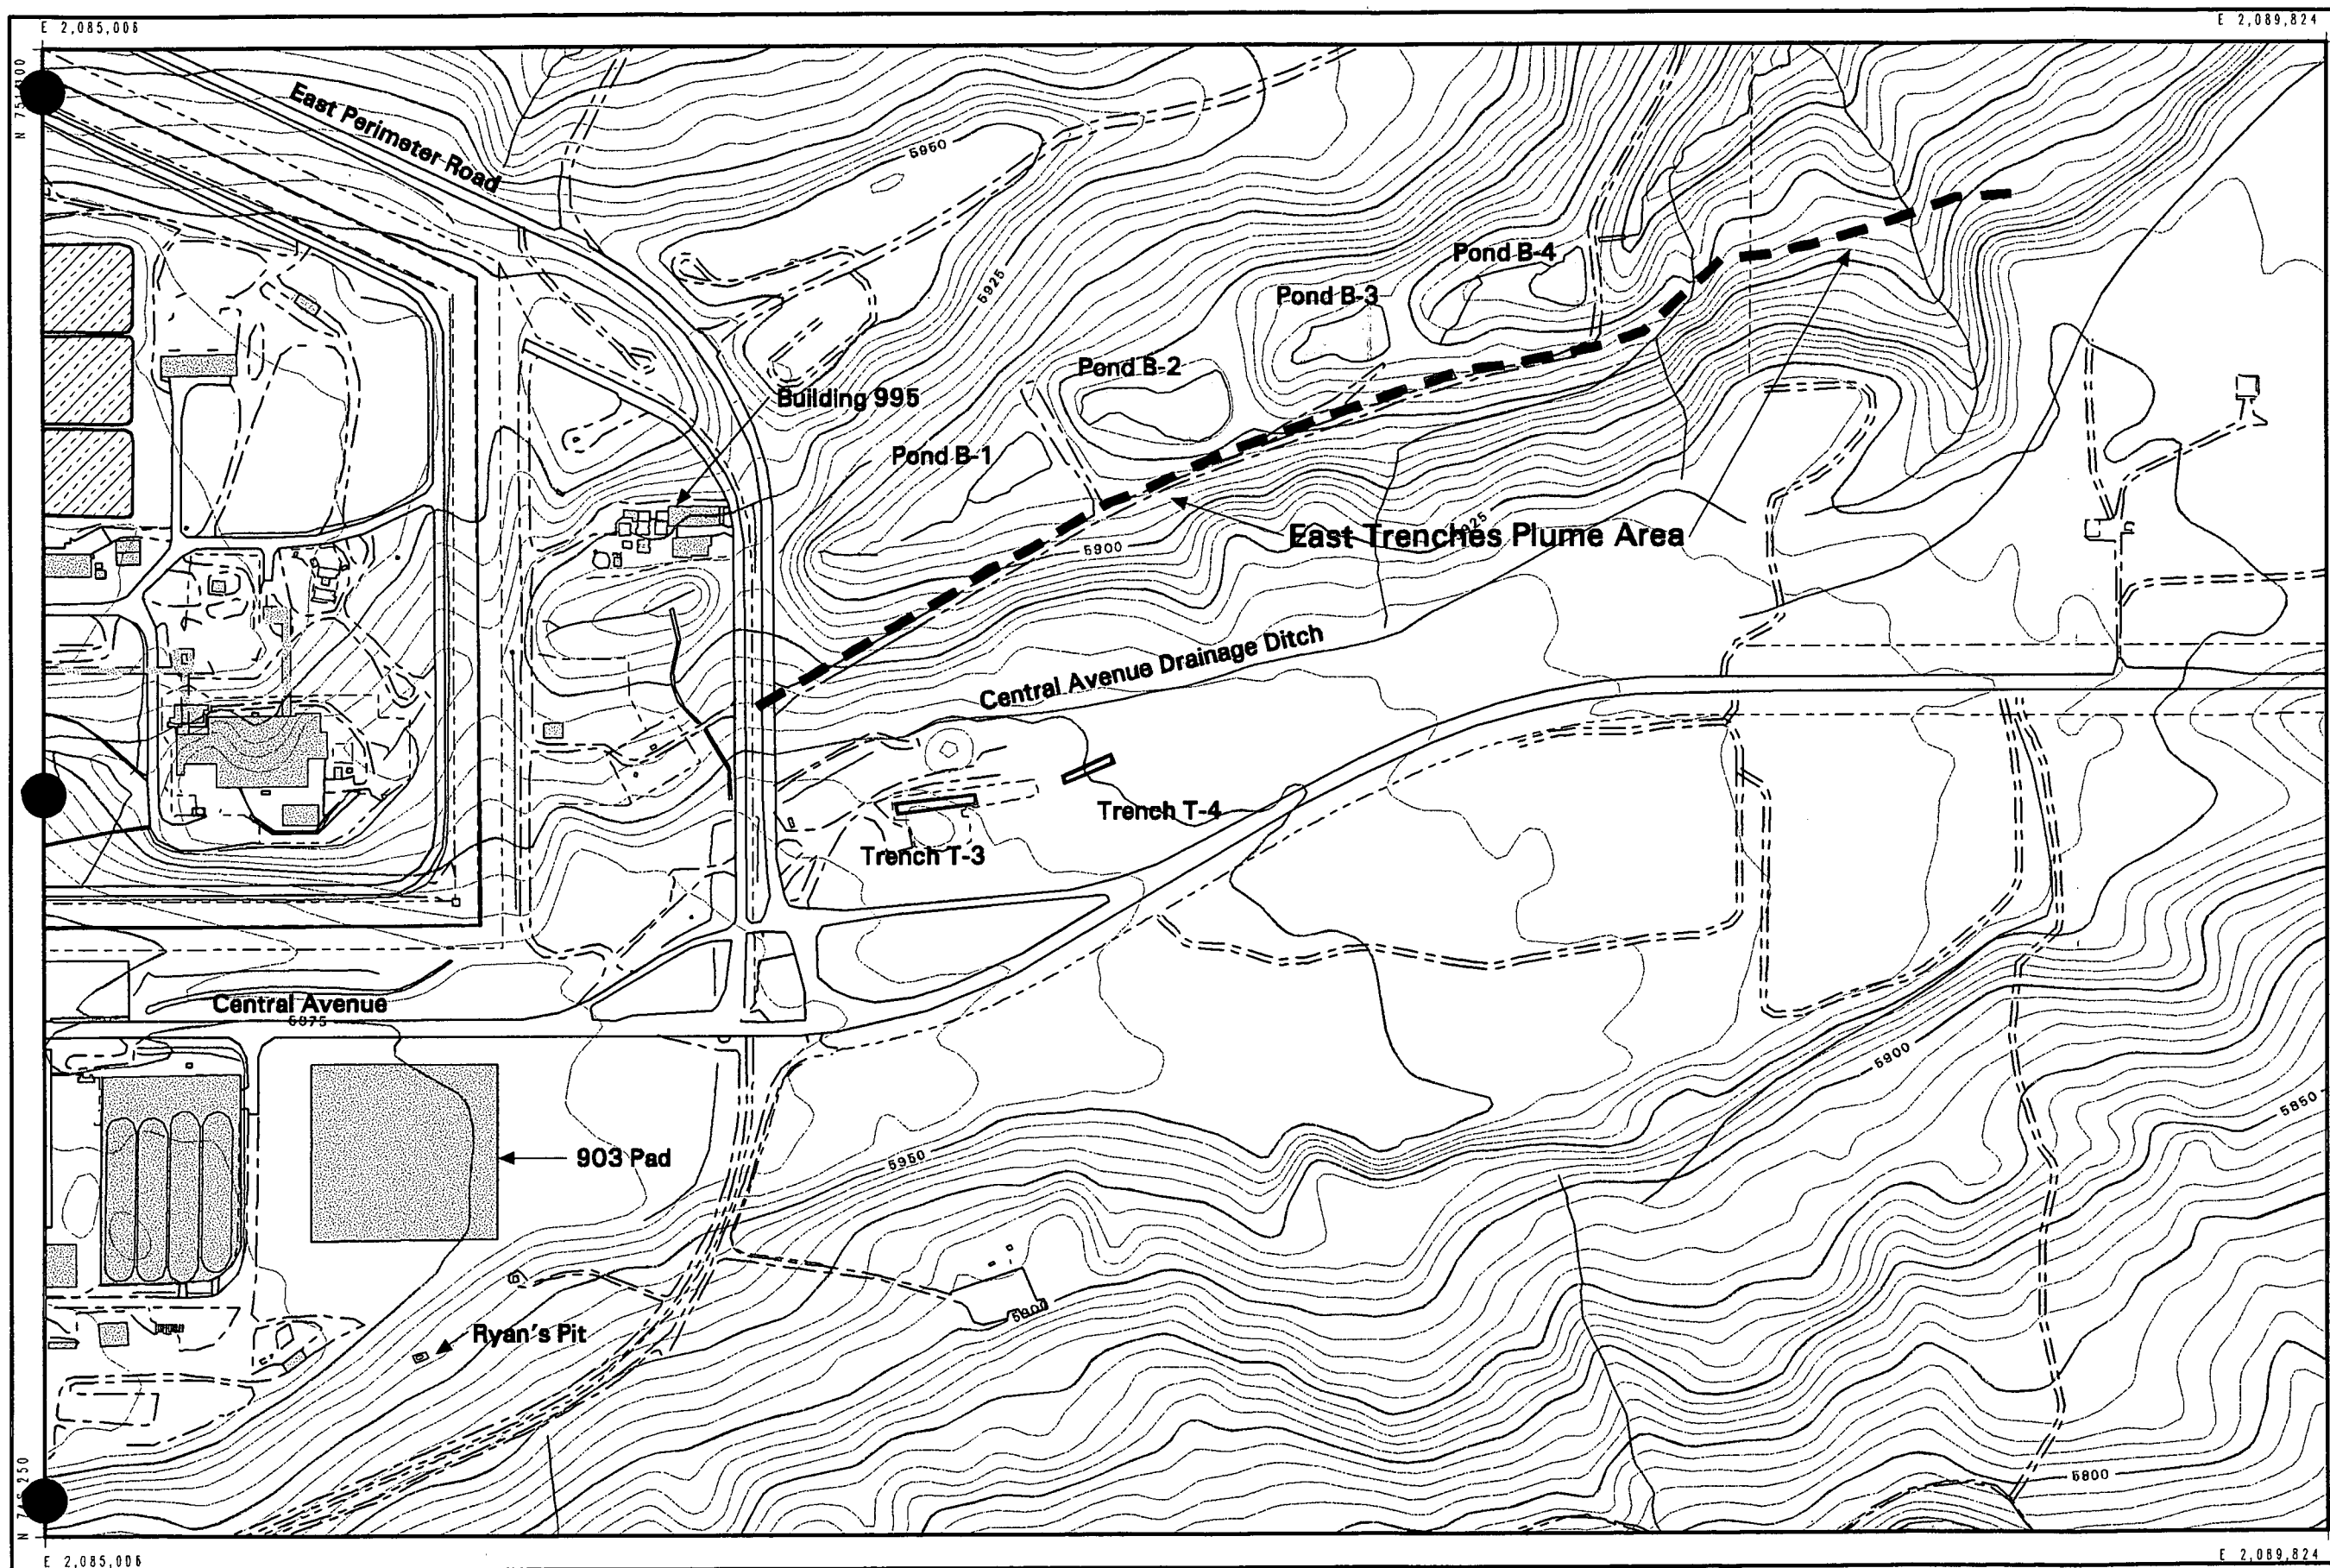 E 2,085,006
E 2,089,824
East Perimeter Road
5950
5925
Pond B-4
Pond B-3
Pond B-2
Building 995
Pond B-1
East Trenches Plume Area
5900
Central Avenue Drainage Ditch
Trench T-4
Trench T-3
Central Avenue
5975
5900
5850
903 Pad
5950
5900
Ryan's Pit
5800
E 2,085,006
E 2,089,824